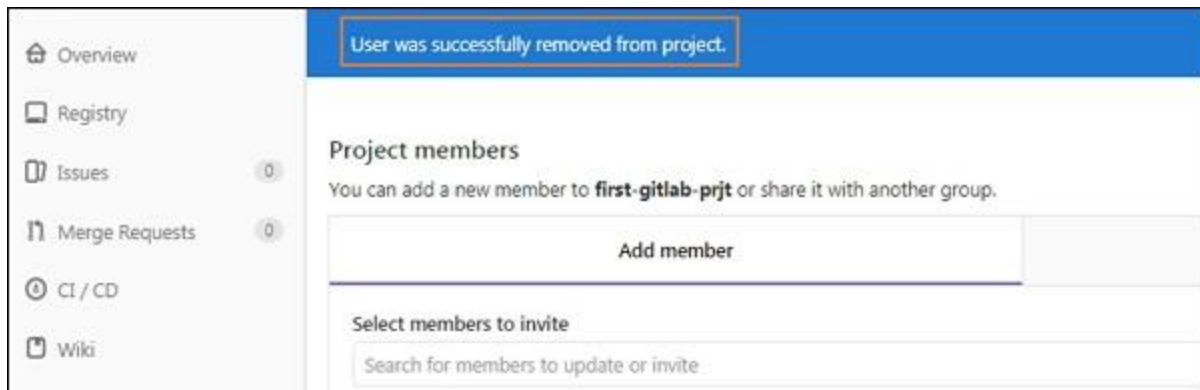 Overview
Registry
Issues 0
Merge Requests 0
CI / CD
Wiki
User was successfully removed from project.
Project members
You can add a new member to first-gitlab-prjt or share it with another group.
Add member
Select members to invite
Search for members to update or invite